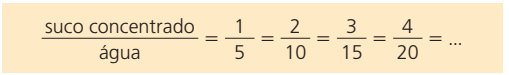 suco concentrado / água = 1/5 = 2/10 = 3/15 = 4/20 = ...